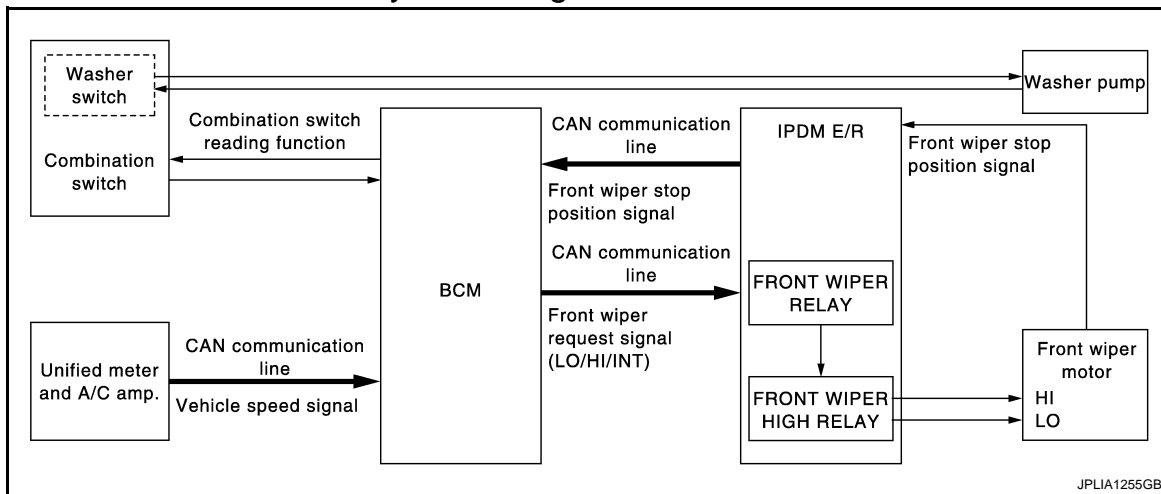 Washer
switch
Combination
switch
Combination switch
reading function
Unified meter
and A/C amp.
CAN communication
line
Vehicle speed signal
BCM
CAN communication
line
Front wiper stop
position signal
CAN communication
line
Front wiper
request signal
(LO/HI/INT)
IPDM E/R
FRONT WIPER
RELAY
FRONT WIPER
HIGH RELAY
Washer pump
Front wiper stop
position signal
Front wiper
motor
HI
LO
JPLIA1255GB